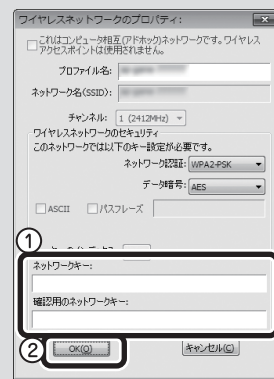 ワイヤレスネットワークのプロパティ:
これはコンピュータ相互(アドホック)ネットワークです。ワイヤレス
アクセスポイントは使用されません。
プロファイル名:
ネットワーク名(SSID):
チャンネル: 1 (2412MHz)
ワイヤレスネットワークのセキュリティ
このネットワークでは以下のキー設定が必要です。
ネットワーク認証: WPA2-PSK
データ暗号: AES
ASCII パスフレーズ
①
ネットワークキー:
確認用のネットワークキー:
② OK(O) キャンセル(C)